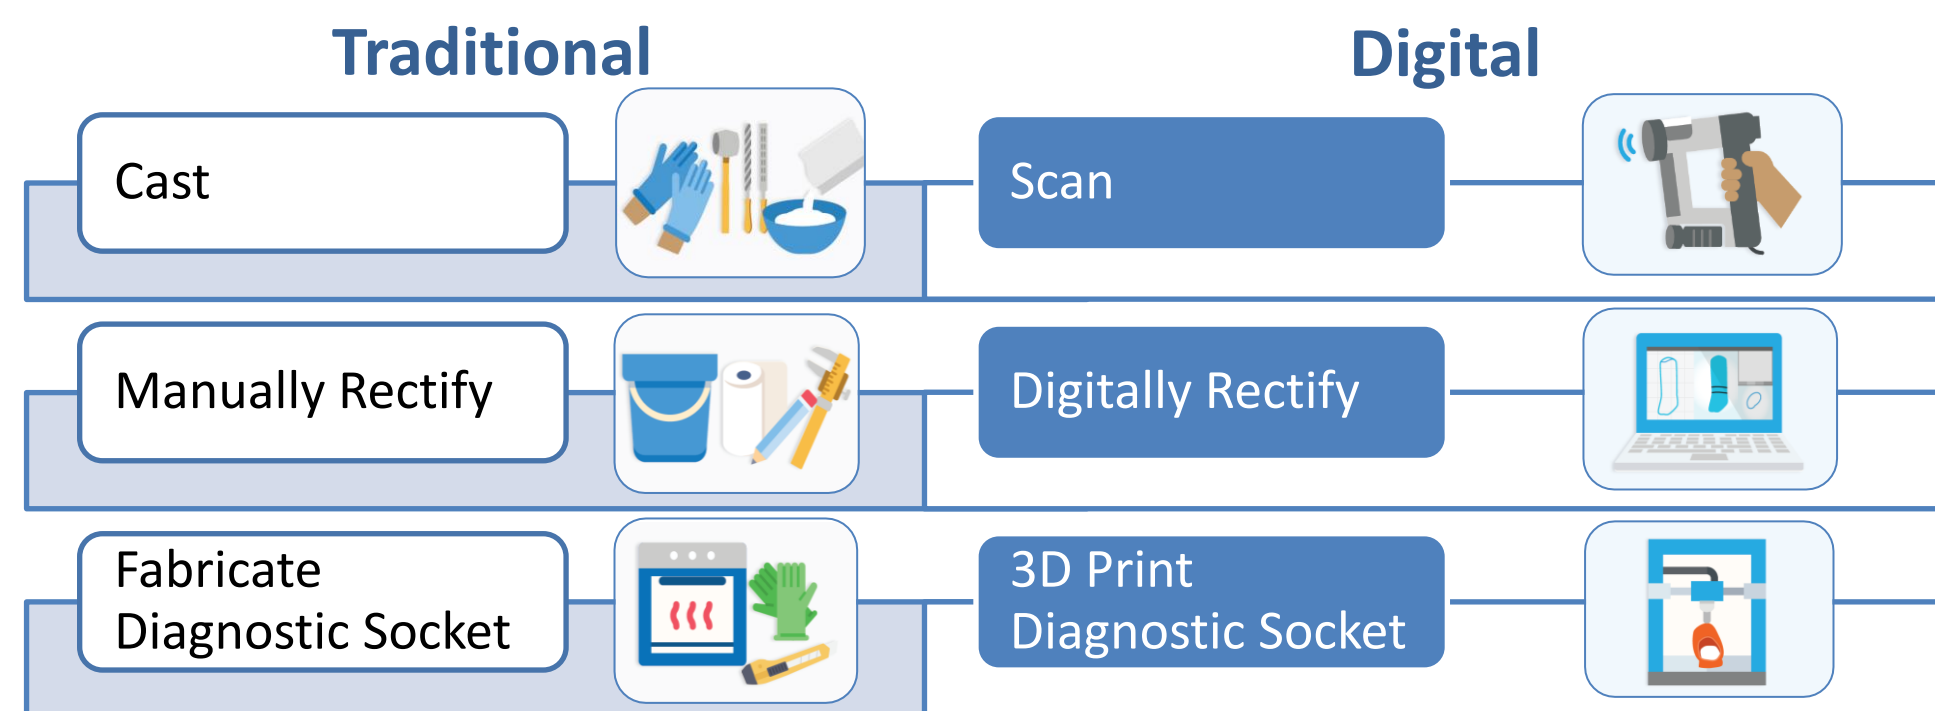 Traditional
Digital
Cast
Scan
Manually Rectify
Digitally Rectify
Fabricate
Diagnostic Socket
3D Print
Diagnostic Socket